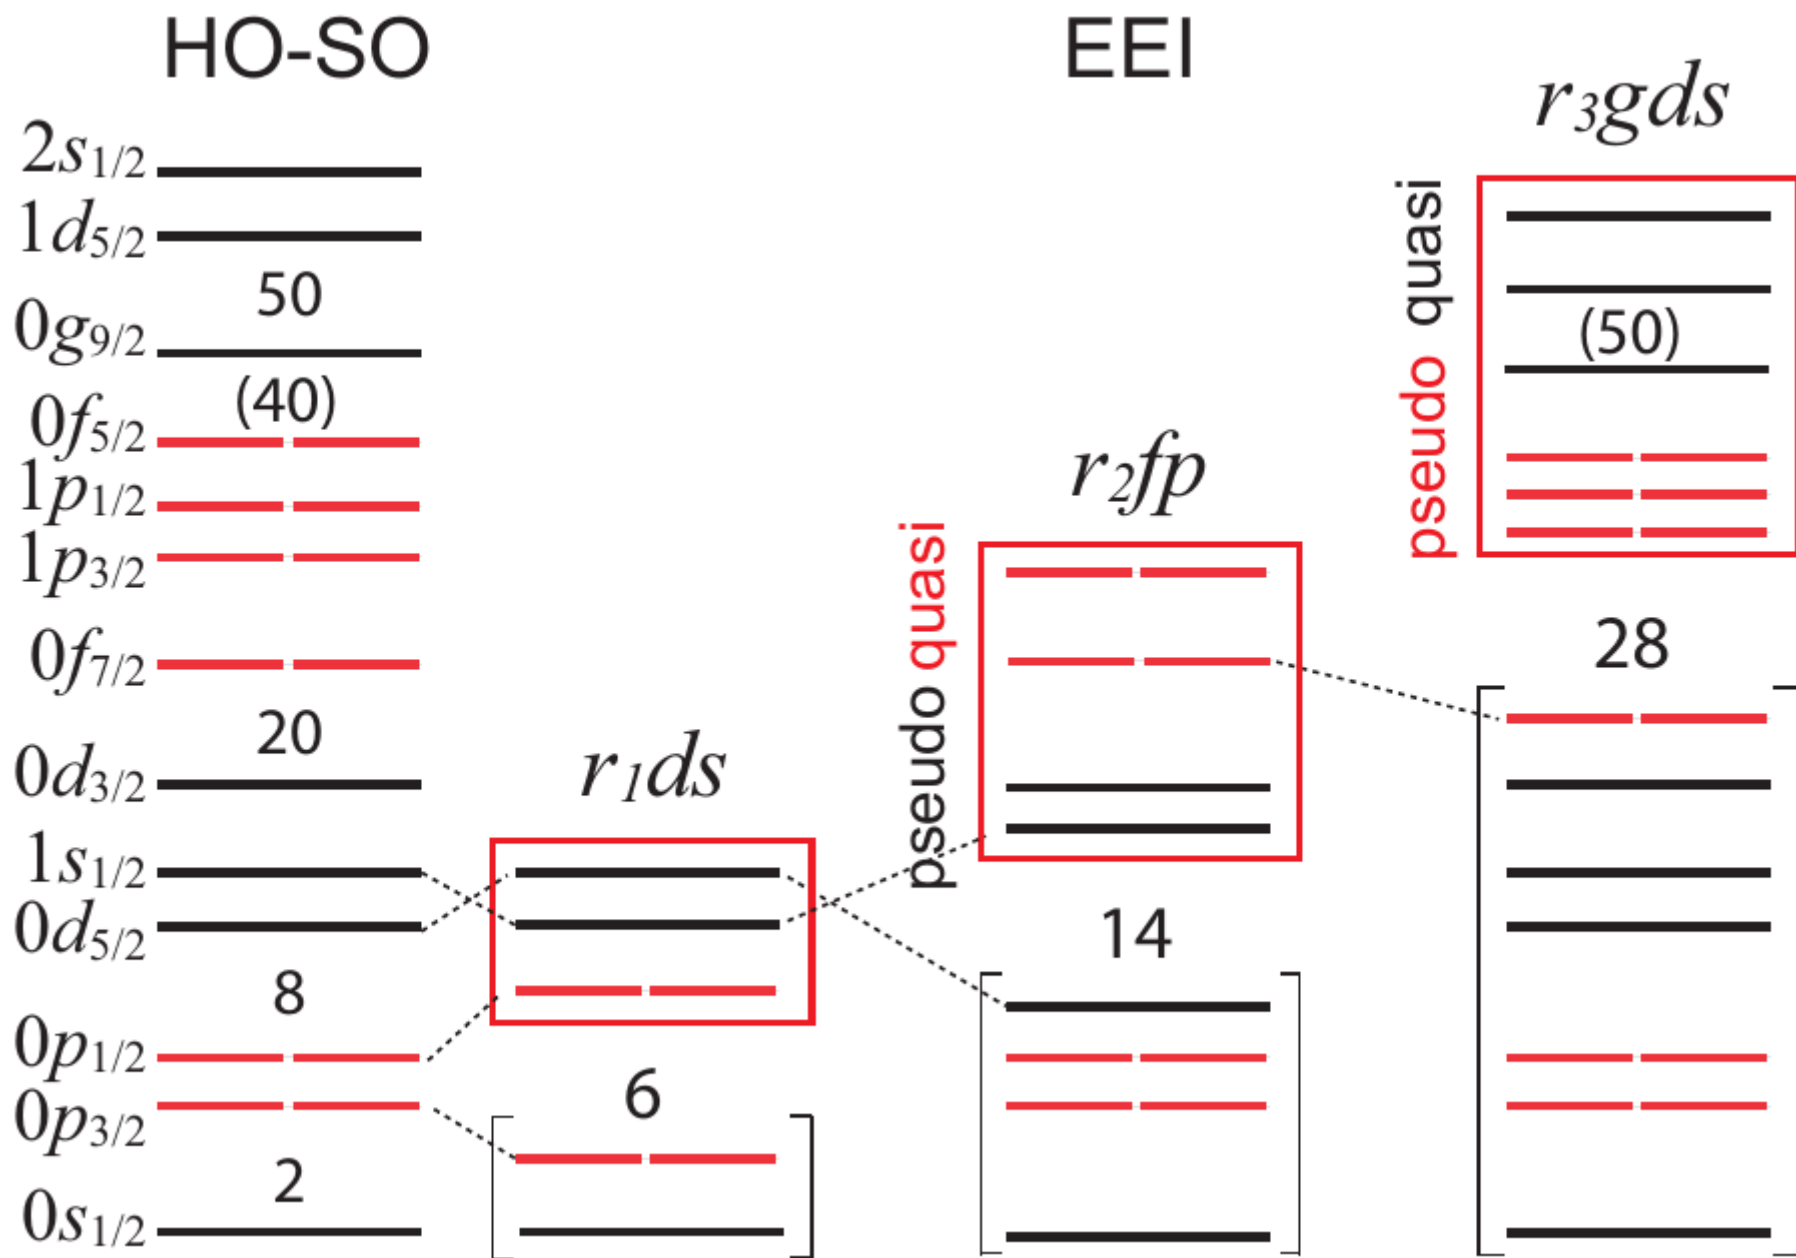 HO-SO
EEI
r₃gds
2s₁/₂
1d₅/₂
50
0g₉/₂
(40)
0f₅/₂
1p₁/₂
1p₃/₂
0f₇/₂
20
0d₃/₂
1s₁/₂
0d₅/₂
8
0p₁/₂
0p₃/₂
2
0s₁/₂
r₁ds
6
r₂fp
pseudo quasi
14
pseudo quasi
(50)
28